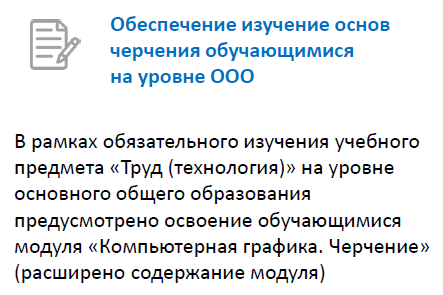 Обеспечение изучение основ
черчения обучающимися
на уровне ООО
В рамках обязательного изучения учебного
предмета «Труд (технология)» на уровне
основного общего образования
предусмотрено освоение обучающимися
модуля «Компьютерная графика. Черчение»
(расширено содержание модуля)